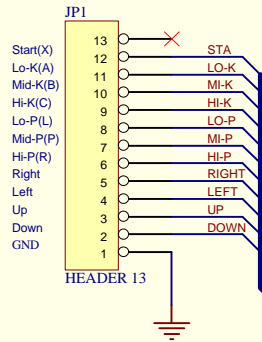 JP1
13
Start(X) 12 STA
Lo-K(A) 11 LO-K
Mid-K(B) 10 MI-K
Hi-K(C) 9 HI-K
Lo-P(L) 8 LO-P
Mid-P(P) 7 MI-P
Hi-P(R) 6 HI-P
Right 5 RIGHT
Left 4 LEFT
Up 3 UP
Down 2 DOWN
GND 1
HEADER 13